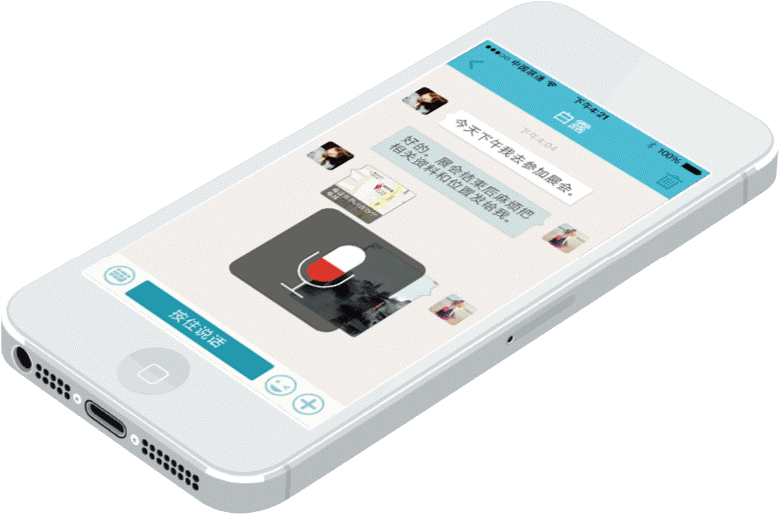 中国联通
下午4:21
100%
白露
下午4:04
今天下午我去参加展会。
好的，展会结束后麻烦把
相关资料和位置发给我。
按住说话